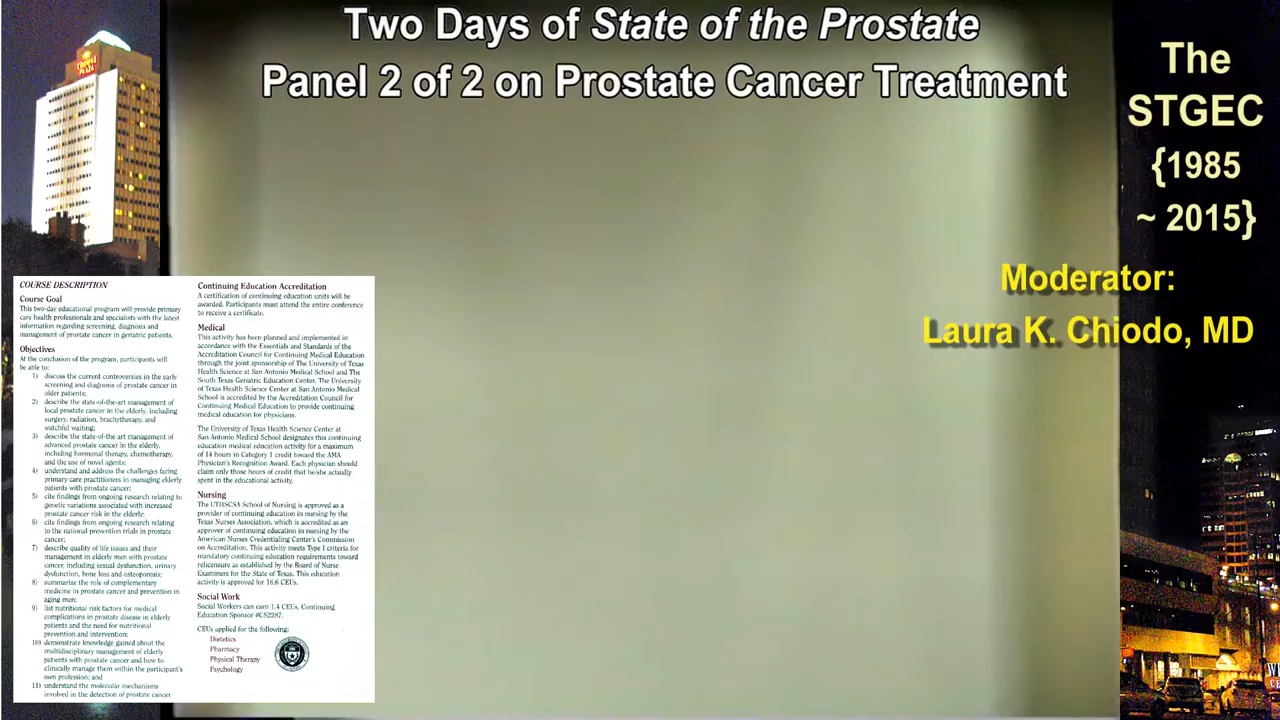 Two Days of State of the Prostate
Panel 2 of 2 on Prostate Cancer Treatment
The
STGEC
{1985
~ 2015}
Moderator:
Laura K. Chiodo, MD
COURSE DESCRIPTION
Course Goal
This two-day educational program will provide primary
care health professionals and specialists with the latest
information regarding screening, diagnosis and
management of prostate cancer in geriatric patients.
Objectives
At the conclusion of the program, participants will
be able to:
1) discuss the current controversies in the early
screening and diagnosis of prostate cancer in
older patients;
2) describe the state-of-the-art management of
local prostate cancer in the elderly, including
surgery, radiation, brachytherapy, and
watchful waiting;
3) describe the state-of-the-art management of
advanced prostate cancer in the elderly,
including hormonal therapy, chemotherapy,
and the use of novel agents;
4) understand and address the challenges facing
primary care practitioners in managing elderly
patients with prostate cancer;
5) cite findings from ongoing research relating to
genetic variations associated with increased
prostate cancer risk in the elderly;
6) cite findings from ongoing research relating
to the national prevention trials in prostate
cancer;
7) describe quality of life issues and their
management in elderly men with prostate
cancer, including sexual dysfunction, urinary
dysfunction, bone loss and osteoporosis;
8) summarize the role of complementary
medicine in prostate cancer and prevention in
aging men;
9) list nutritional risk factors for medical
complications in prostate disease in elderly
patients and the need for nutritional
prevention and intervention;
10) demonstrate knowledge gained about the
multidisciplinary management of elderly
patients with prostate cancer and how to
clinically manage them within the participant's
own profession; and
11) understand the molecular mechanisms
involved in the detection of prostate cancer.
Continuing Education Accreditation
A certification of continuing education units will be
awarded. Participants must attend the entire conference
to receive a certificate.
Medical
This activity has been planned and implemented in
accordance with the Essentials and Standards of the
Accreditation Council for Continuing Medical Education
through the joint sponsorship of The University of Texas
Health Science at San Antonio Medical School and The
South Texas Geriatric Education Center. The University
of Texas Health Science Center at San Antonio Medical
School is accredited by the Accreditation Council for
Continuing Medical Education to provide continuing
medical education for physicians.
The University of Texas Health Science Center at
San Antonio Medical School designates this continuing
education medical education activity for a maximum
of 14 hours in Category 1 credit toward the AMA
Physician's Recognition Award. Each physician should
claim only those hours of credit that he/she actually
spent in the educational activity.
Nursing
The UTHSCSA School of Nursing is approved as a
provider of continuing education in nursing by the
Texas Nurses Association, which is accredited as an
approver of continuing education in nursing by the
American Nurses Credentialing Center's Commission
on Accreditation. This activity meets Type I criteria for
mandatory continuing education requirements toward
relicensure as established by the Board of Nurse
Examiners for the State of Texas. This education
activity is approved for 16.6 CEUs.
Social Work
Social Workers can earn 1.4 CEUs. Continuing
Education Sponsor #CS2287.
CEUs applied for the following:
Dietetics
Pharmacy
Physical Therapy
Psychology